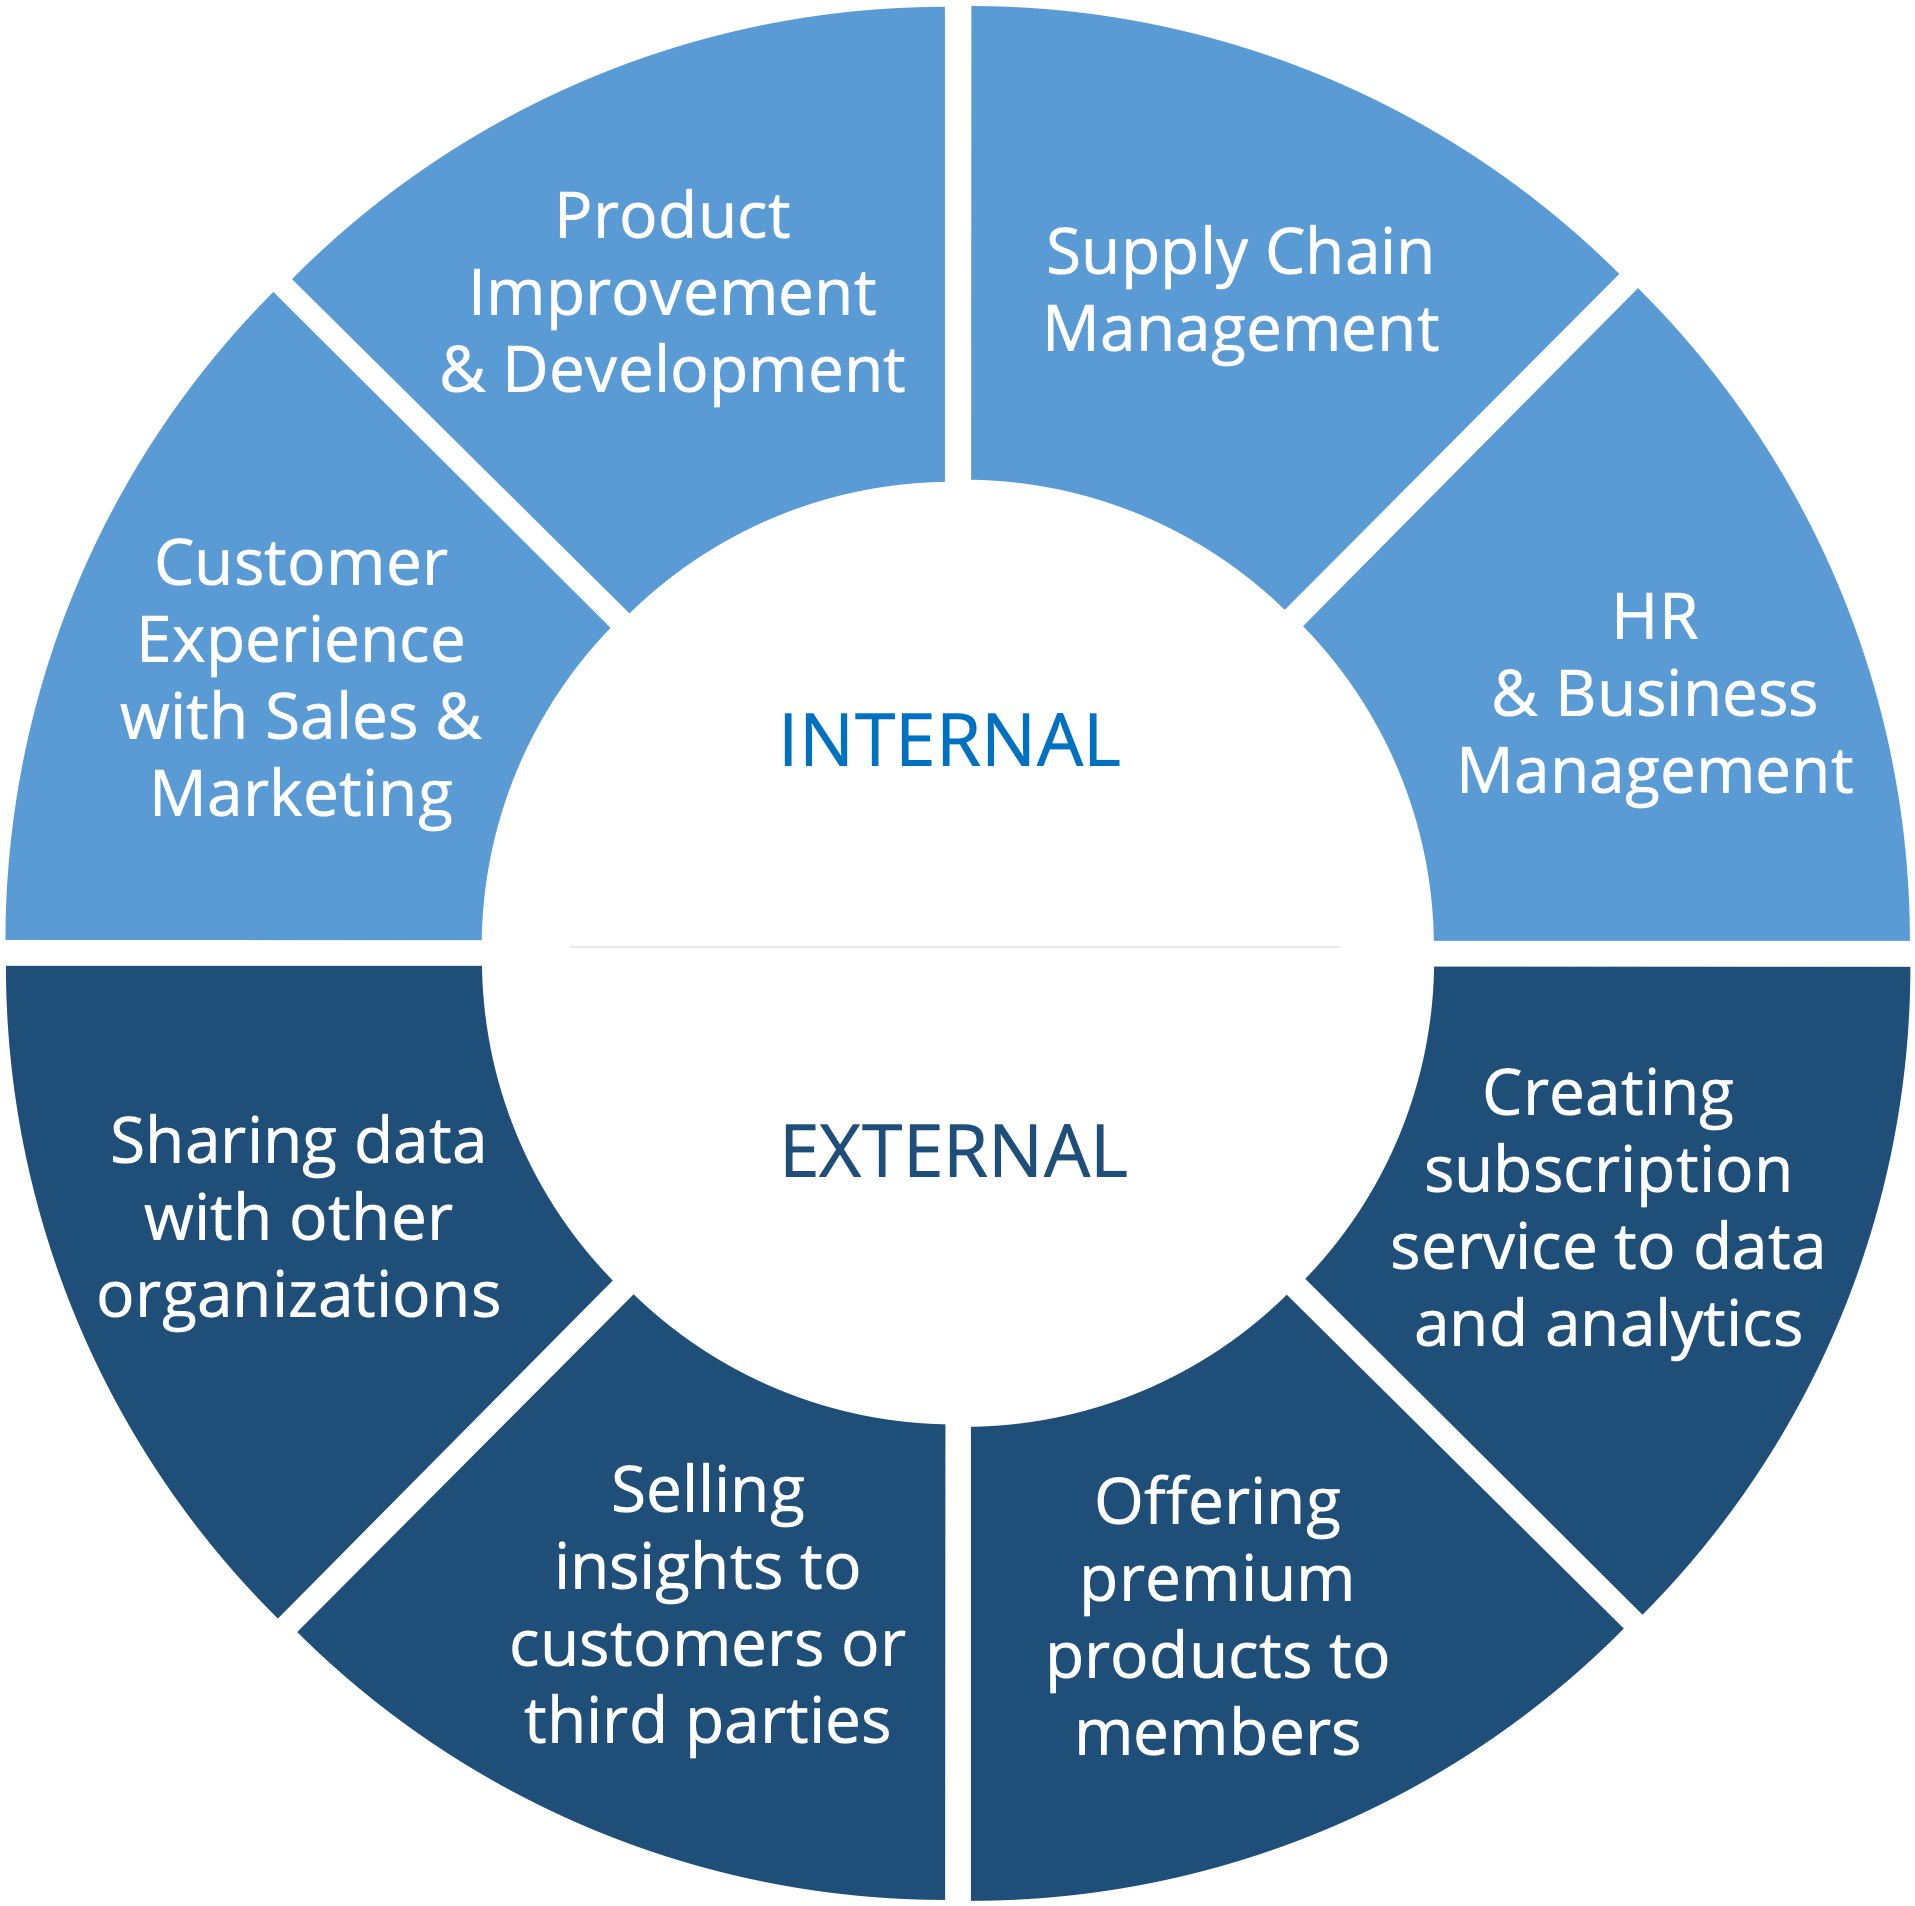 Product
Improvement
& Development
Supply Chain
Management
Customer
Experience
with Sales &
Marketing
HR
& Business
Management
INTERNAL
EXTERNAL
Sharing data
with other
organizations
Creating
subscription
service to data
and analytics
Selling
insights to
customers or
third parties
Offering
premium
products to
members